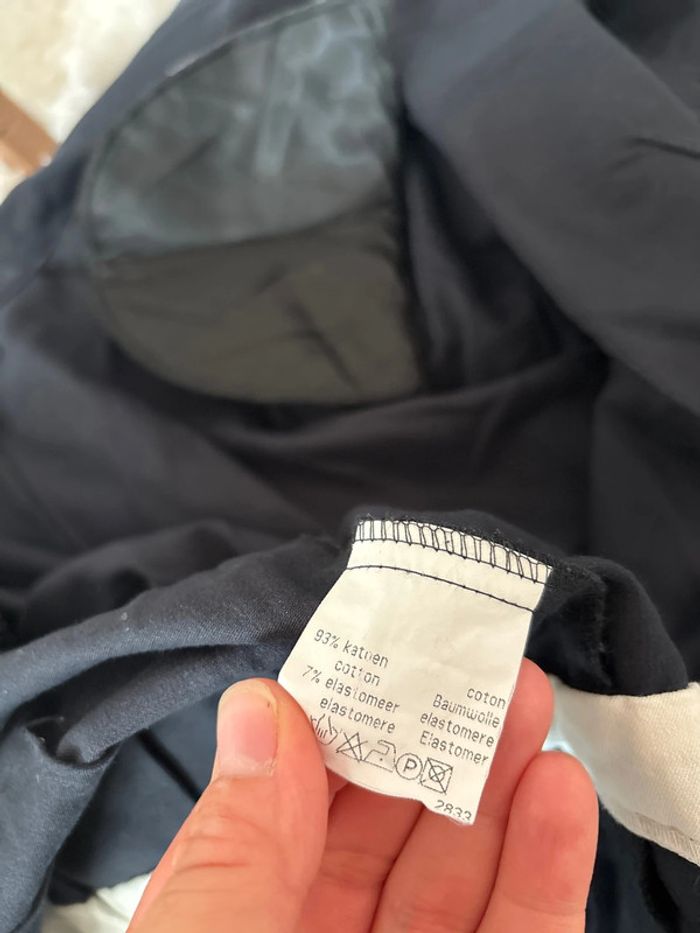 93% katoen
cotton coton
7% elastomeer Baumwolle
elastomere elastomere
Elastomer
P
2833